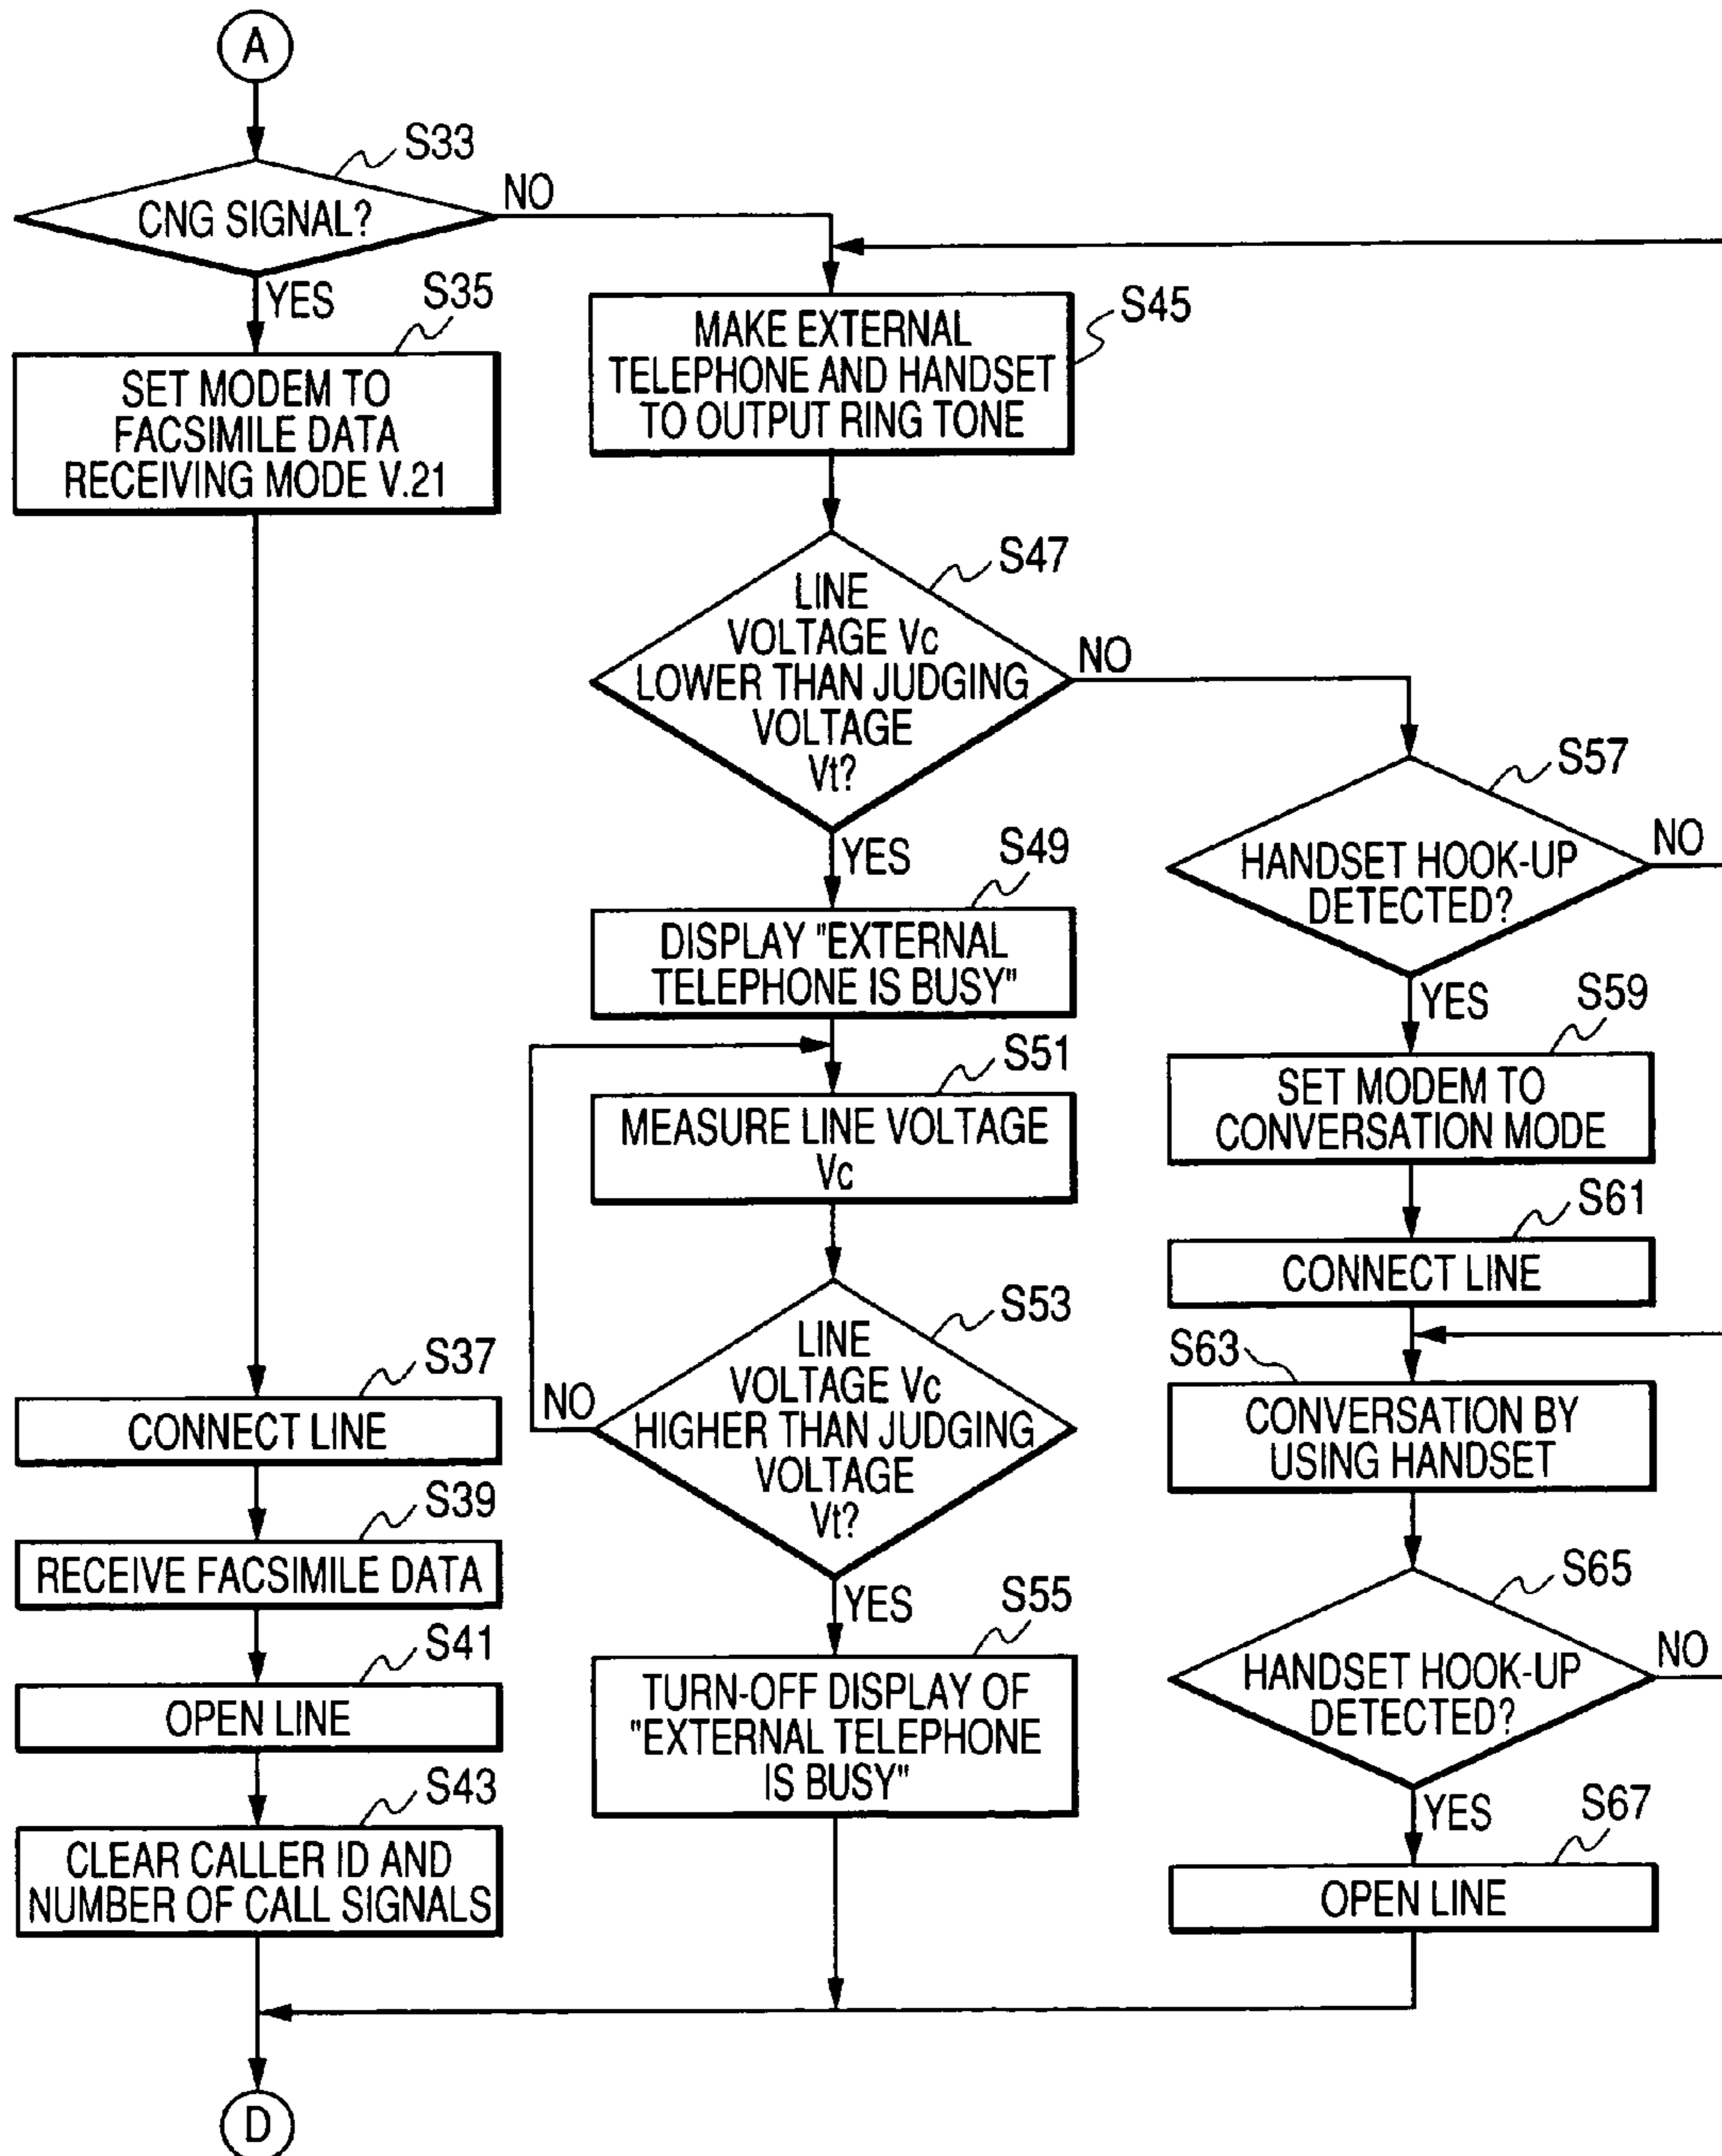 A
S33
CNG SIGNAL?
NO
YES
S35
SET MODEM TO
FACSIMILE DATA
RECEIVING MODE V.21
S37
CONNECT LINE
S39
RECEIVE FACSIMILE DATA
S41
OPEN LINE
S43
CLEAR CALLER ID AND
NUMBER OF CALL SIGNALS
D
S45
MAKE EXTERNAL
TELEPHONE AND HANDSET
TO OUTPUT RING TONE
S47
LINE
VOLTAGE Vc
LOWER THAN JUDGING
VOLTAGE
Vt?
NO
YES
S49
DISPLAY "EXTERNAL
TELEPHONE IS BUSY"
S51
MEASURE LINE VOLTAGE
Vc
S53
LINE
VOLTAGE Vc
HIGHER THAN JUDGING
VOLTAGE
Vt?
NO
YES
S55
TURN-OFF DISPLAY OF
"EXTERNAL TELEPHONE
IS BUSY"
S57
HANDSET HOOK-UP
DETECTED?
NO
YES
S59
SET MODEM TO
CONVERSATION MODE
S61
CONNECT LINE
S63
CONVERSATION BY
USING HANDSET
S65
HANDSET HOOK-UP
DETECTED?
NO
YES
S67
OPEN LINE